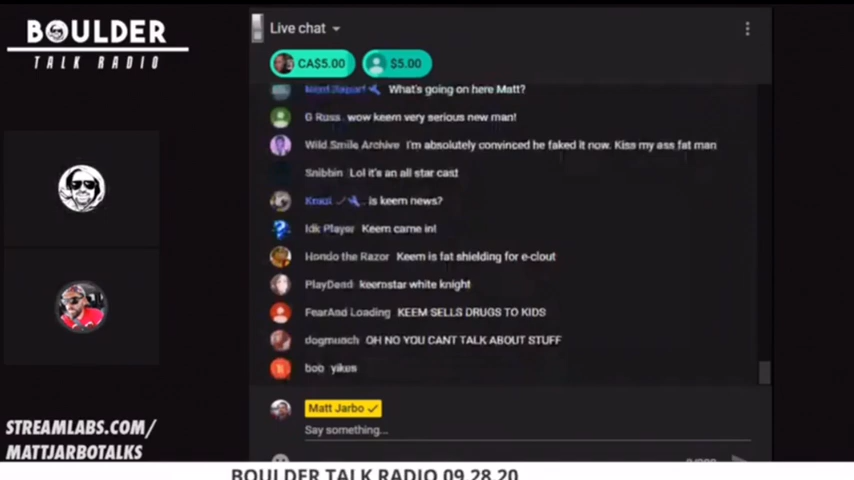 BOULDER
TALK RADIO
Live chat
CA$5.00 $5.00
What's going on here Matt?
G Russ wow keem very serious new man!
Wild Smile Archive I'm absolutely convinced he faked it now. Kiss my ass fat man
Snibbin Lol it's an all star cast
is keem news?
Idk Player Keem came in!
Hondo the Razor Keem is fat shielding for e-clout
PlayDead keemstar white knight
FearAnd Loading KEEM SELLS DRUGS TO KIDS
dogmunch OH NO YOU CANT TALK ABOUT STUFF
bob yikes
Matt Jarbo
Say something...
STREAMLABS.COM/
MATTJARBOTALKS
BOULDER TALK RADIO 09.28.20